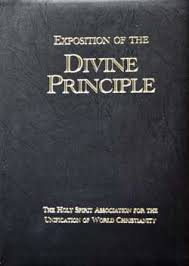 EXPOSITION OF THE
DIVINE
PRINCIPLE
THE HOLY SPIRIT ASSOCIATION FOR THE
UNIFICATION OF WORLD CHRISTIANITY